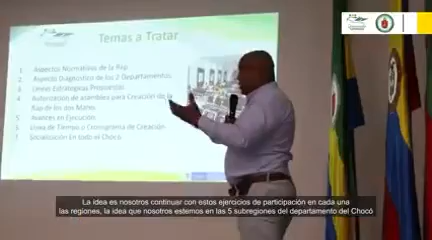 Temas a Tratar
1 Aspectos Normativos de la Rap
2 Aspecto Diagnóstico de los 2 Departamentos,
3 Líneas Estratégicas Propuestas
4 Autorización de asamblea para Creación de la
Rap de los dos Mares
5 Avances en Ejecución
6 Línea de Tiempo o Cronograma de Creación
7 Socialización En todo el Chocó
La idea es nosotros continuar con estos ejercicios de participación en cada una
las regiones, la idea que nosotros estemos en las 5 subregiones del departamento del Chocó